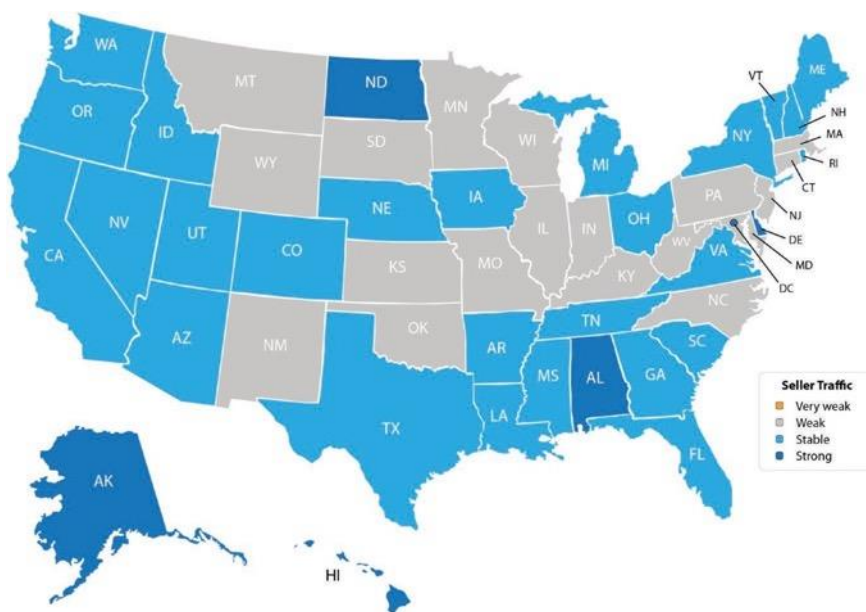 WA
MT
ND
MN
ME
VT
OR
ID
SD
WI
NY
NH
MA
WY
MI
RI
CT
NV
NE
IA
PA
NJ
CA
UT
CO
IL
IN
OH
DE
WV
VA
MD
DC
KS
MO
KY
AZ
NM
OK
AR
TN
NC
SC
MS
AL
GA
LA
TX
FL
Seller Traffic
Very weak
Weak
Stable
Strong
AK
HI